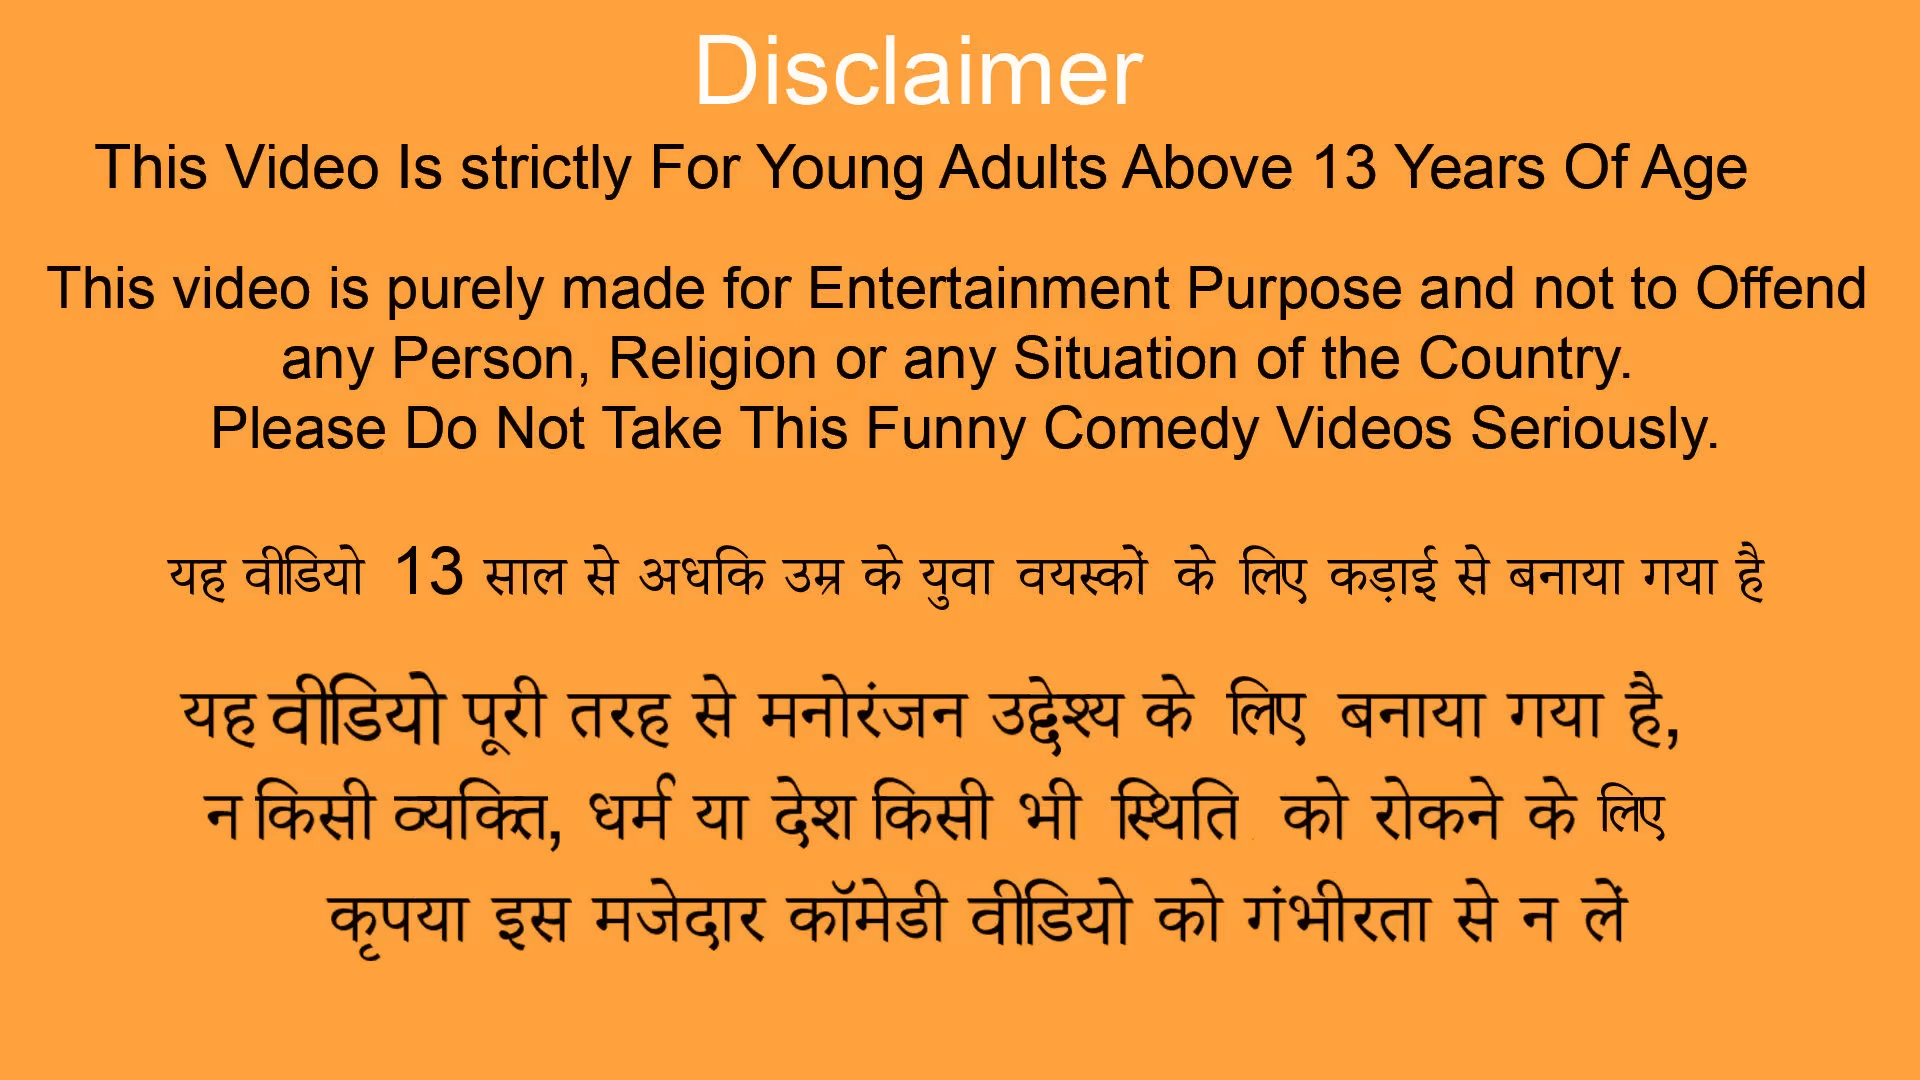 Disclaimer
This Video Is strictly For Young Adults Above 13 Years Of Age
This video is purely made for Entertainment Purpose and not to Offend
any Person, Religion or any Situation of the Country.
Please Do Not Take This Funny Comedy Videos Seriously.
यह वीडियो 13 साल से अधकि उम्र के युवा वयस्कों के लिए कड़ाई से बनाया गया है
यह वीडियो पूरी तरह से मनोरंजन उद्देश्य के लिए बनाया गया है,
न किसी व्यक्ति, धर्म या देश किसी भी स्थिति को रोकने के लिए
कृपया इस मजेदार कॉमेडी वीडियो को गंभीरता से न लें